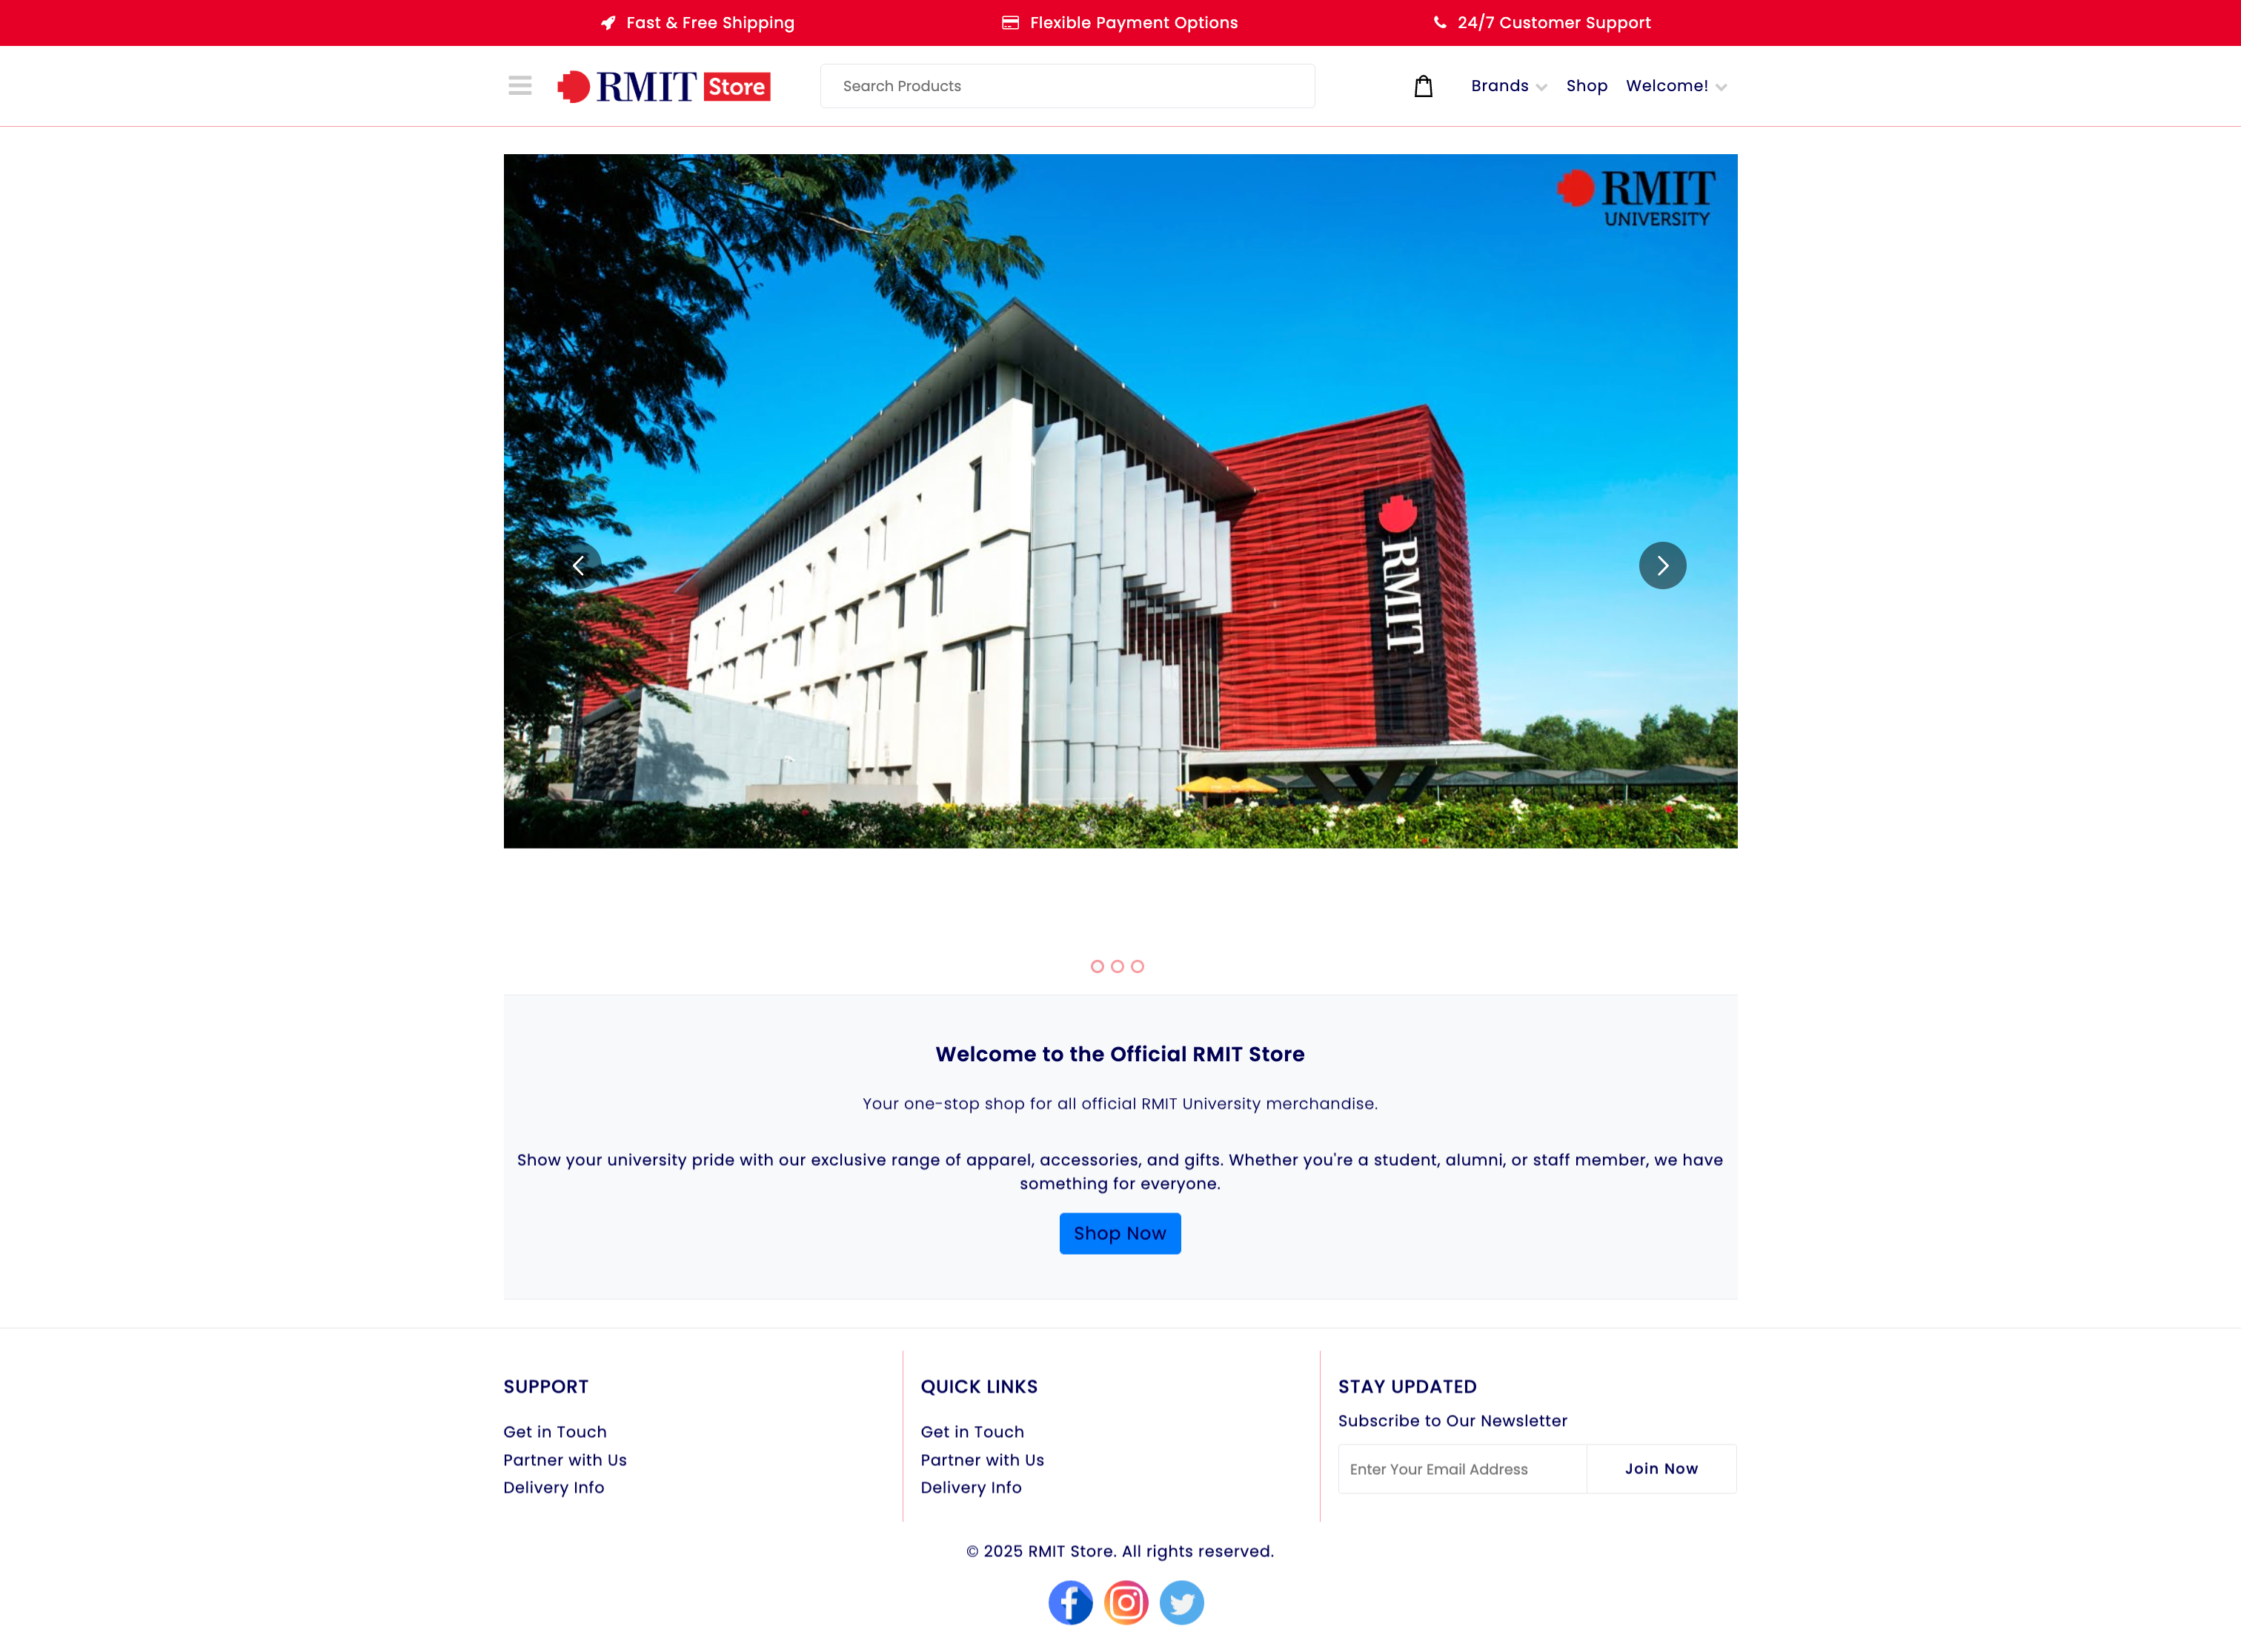 Fast & Free Shipping
Flexible Payment Options
24/7 Customer Support
RMIT Store
Search Products
Brands
Shop
Welcome!
RMIT
UNIVERSITY
RMIT
Welcome to the Official RMIT Store
Your one-stop shop for all official RMIT University merchandise.
Show your university pride with our exclusive range of apparel, accessories, and gifts. Whether you're a student, alumni, or staff member, we have
something for everyone.
Shop Now
SUPPORT
Get in Touch
Partner with Us
Delivery Info
QUICK LINKS
Get in Touch
Partner with Us
Delivery Info
STAY UPDATED
Subscribe to Our Newsletter
Enter Your Email Address
Join Now
© 2025 RMIT Store. All rights reserved.